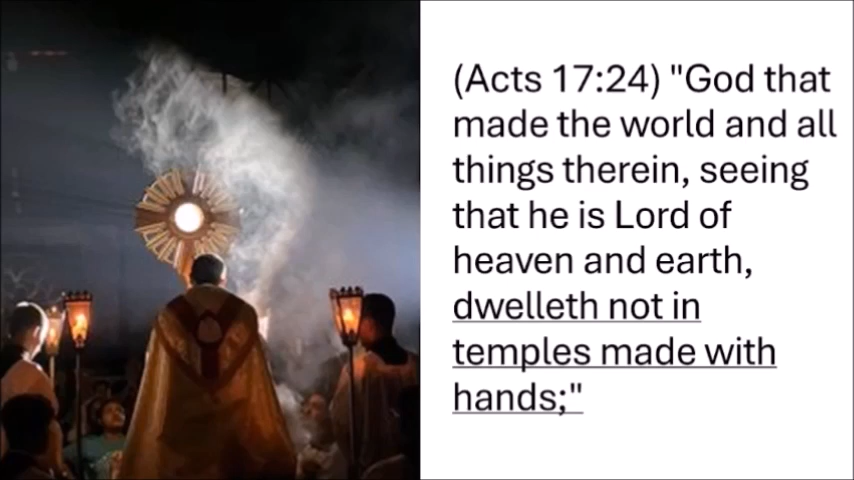 (Acts 17:24) "God that
made the world and all
things therein, seeing
that he is Lord of
heaven and earth,
dwelleth not in
temples made with
hands;"